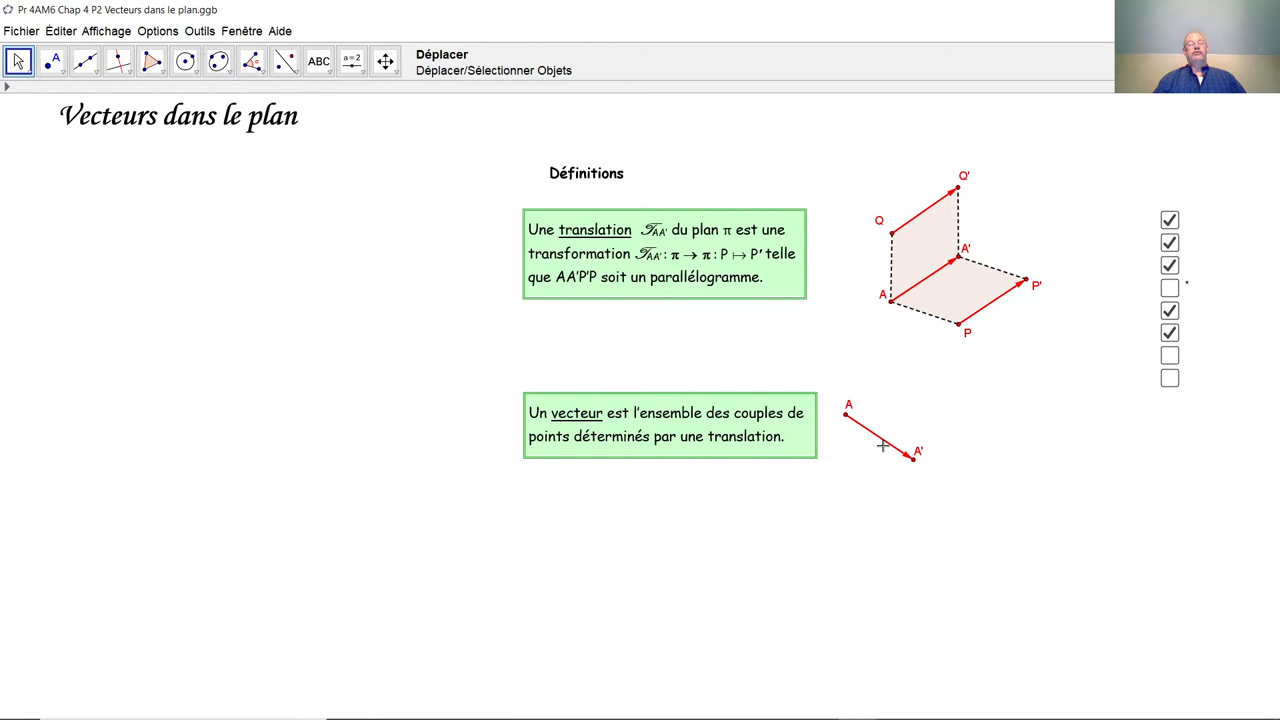 Pr 4AM6 Chap 4 P2 Vecteurs dans le plan.ggb
Fichier Éditer Affichage Options Outils Fenêtre Aide
A
ABC
a=2
Déplacer
Déplacer/Sélectionner Objets
Vecteurs dans le plan
Définitions
Une translation 𝒯AA' du plan π est une
transformation 𝒯AA' : π → π : P ↦ P' telle
que AA'P'P soit un parallélogramme.
Q'
Q
A'
A
P'
P
Un vecteur est l'ensemble des couples de
points déterminés par une translation.
A
A'